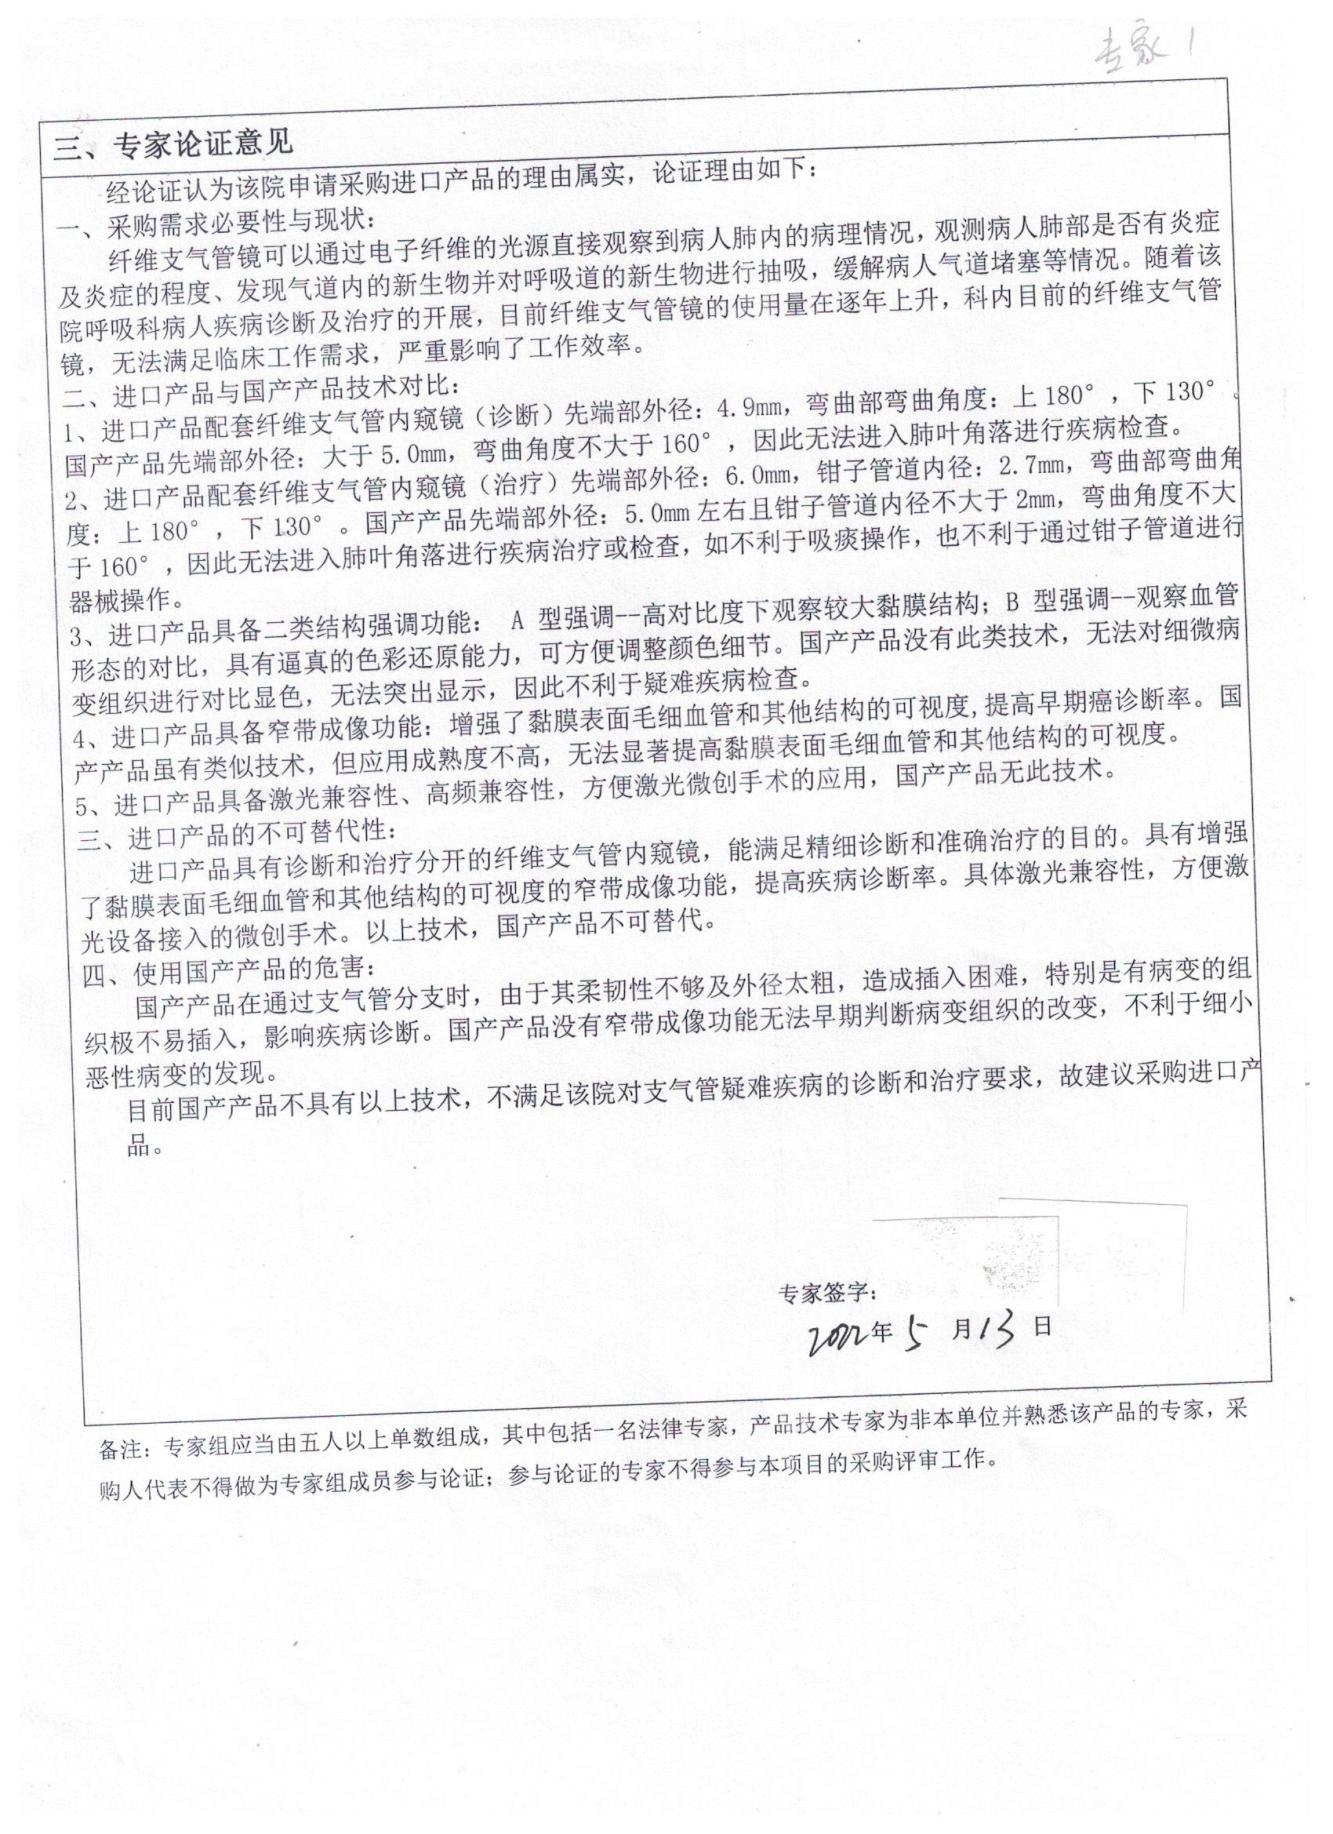 专家1
三、专家论证意见
经论证认为该院申请采购进口产品的理由属实，论证理由如下：
一、采购需求必要性与现状：
纤维支气管镜可以通过电子纤维的光源直接观察到病人肺内的病理情况，观测病人肺部是否有炎症
及炎症的程度、发现气道内的新生物并对呼吸道的新生物进行抽吸，缓解病人气道堵塞等情况。随着该
院呼吸科病人疾病诊断及治疗的开展，目前纤维支气管镜的使用量在逐年上升，科内目前的纤维支气管
镜，无法满足临床工作需求，严重影响了工作效率。
二、进口产品与国产产品技术对比：
1、进口产品配套纤维支气管内窥镜（诊断）先端部外径：4.9mm，弯曲部弯曲角度：上180°，下130°。
国产产品先端部外径：大于5.0mm，弯曲角度不大于160°，因此无法进入肺叶角落进行疾病检查。
2、进口产品配套纤维支气管内窥镜（治疗）先端部外径：6.0mm，钳子管道内径：2.7mm，弯曲部弯曲角
度：上180°，下130°。国产产品先端部外径：5.0mm左右且钳子管道内径不大于2mm，弯曲角度不大
于160°，因此无法进入肺叶角落进行疾病治疗或检查，如不利于吸痰操作，也不利于通过钳子管道进行
器械操作。
3、进口产品具备二类结构强调功能： A 型强调--高对比度下观察较大黏膜结构；B 型强调--观察血管
形态的对比，具有逼真的色彩还原能力，可方便调整颜色细节。国产产品没有此类技术，无法对细微病
变组织进行对比显色，无法突出显示，因此不利于疑难疾病检查。
4、进口产品具备窄带成像功能：增强了黏膜表面毛细血管和其他结构的可视度,提高早期癌诊断率。国
产产品虽有类似技术，但应用成熟度不高，无法显著提高黏膜表面毛细血管和其他结构的可视度。
5、进口产品具备激光兼容性、高频兼容性，方便激光微创手术的应用，国产产品无此技术。
三、进口产品的不可替代性：
进口产品具有诊断和治疗分开的纤维支气管内窥镜，能满足精细诊断和准确治疗的目的。具有增强
了黏膜表面毛细血管和其他结构的可视度的窄带成像功能，提高疾病诊断率。具体激光兼容性，方便激
光设备接入的微创手术。以上技术，国产产品不可替代。
四、使用国产产品的危害：
国产产品在通过支气管分支时，由于其柔韧性不够及外径太粗，造成插入困难，特别是有病变的组
织极不易插入，影响疾病诊断。国产产品没有窄带成像功能无法早期判断病变组织的改变，不利于细小
恶性病变的发现。
目前国产产品不具有以上技术，不满足该院对支气管疑难疾病的诊断和治疗要求，故建议采购进口产
品。
专家签字：
2022年 5 月 13 日
备注：专家组应当由五人以上单数组成，其中包括一名法律专家，产品技术专家为非本单位并熟悉该产品的专家，采
购人代表不得做为专家组成员参与论证；参与论证的专家不得参与本项目的采购评审工作。